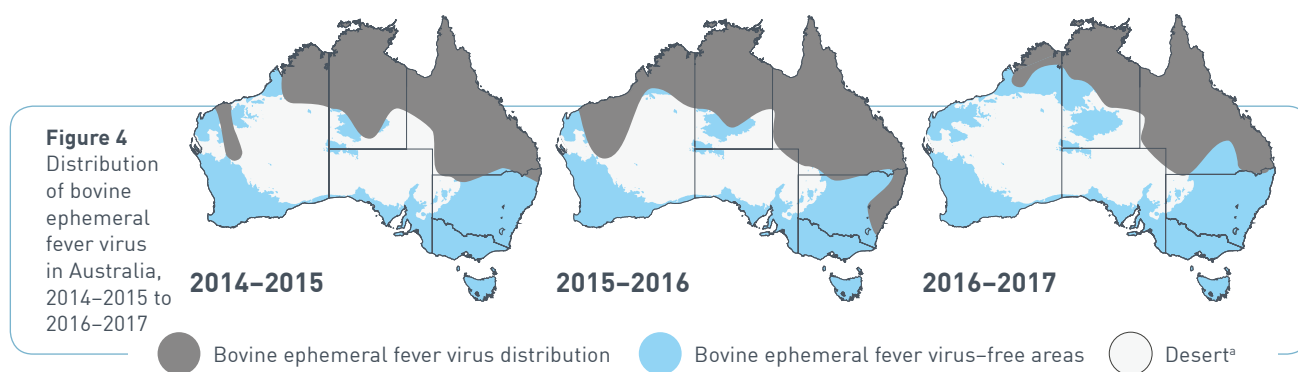 Figure 4
Distribution
of bovine
ephemeral
fever virus
in Australia,
2014–2015 to
2016–2017
2014–2015
2015–2016
2016–2017
Bovine ephemeral fever virus distribution
Bovine ephemeral fever virus–free areas
Desertᵃ